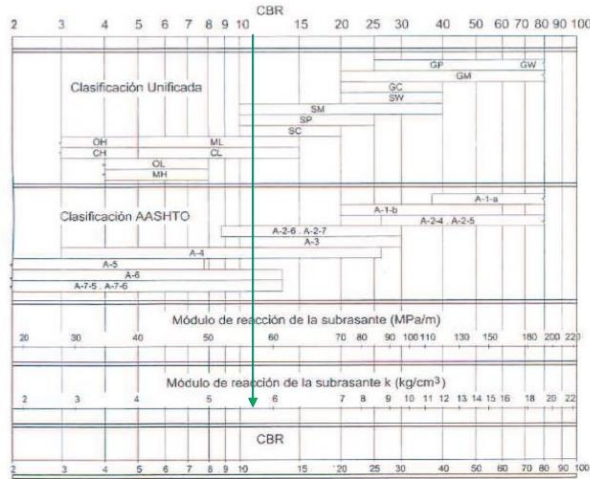 CBR
2 3 4 5 6 7 8 9 10 15 20 25 30 40 50 60 70 80 100
GP GW
Clasificación Unificada
GM
GC
SW
SM
SP
SC
OH ML
CH CL
OL
MH
A-1-a
Clasificación AASHTO
A-1-b
A-2-4 . A-2-5
A-2-6 . A-2-7
A-3
A-4
A-5
A-6
A-7-5 . A-7-6
Módulo de reacción de la subrasante (MPa/m)
20 30 40 50 60 70 80 90 100 110 130 150 180 190 220
Módulo de reacción de la subrasante k (kg/cm³)
2 3 4 5 6 7 8 9 10 11 12 13 14 15 16 18 20 22
CBR
2 3 4 5 6 7 8 9 10 15 20 25 30 40 50 60 70 80 100